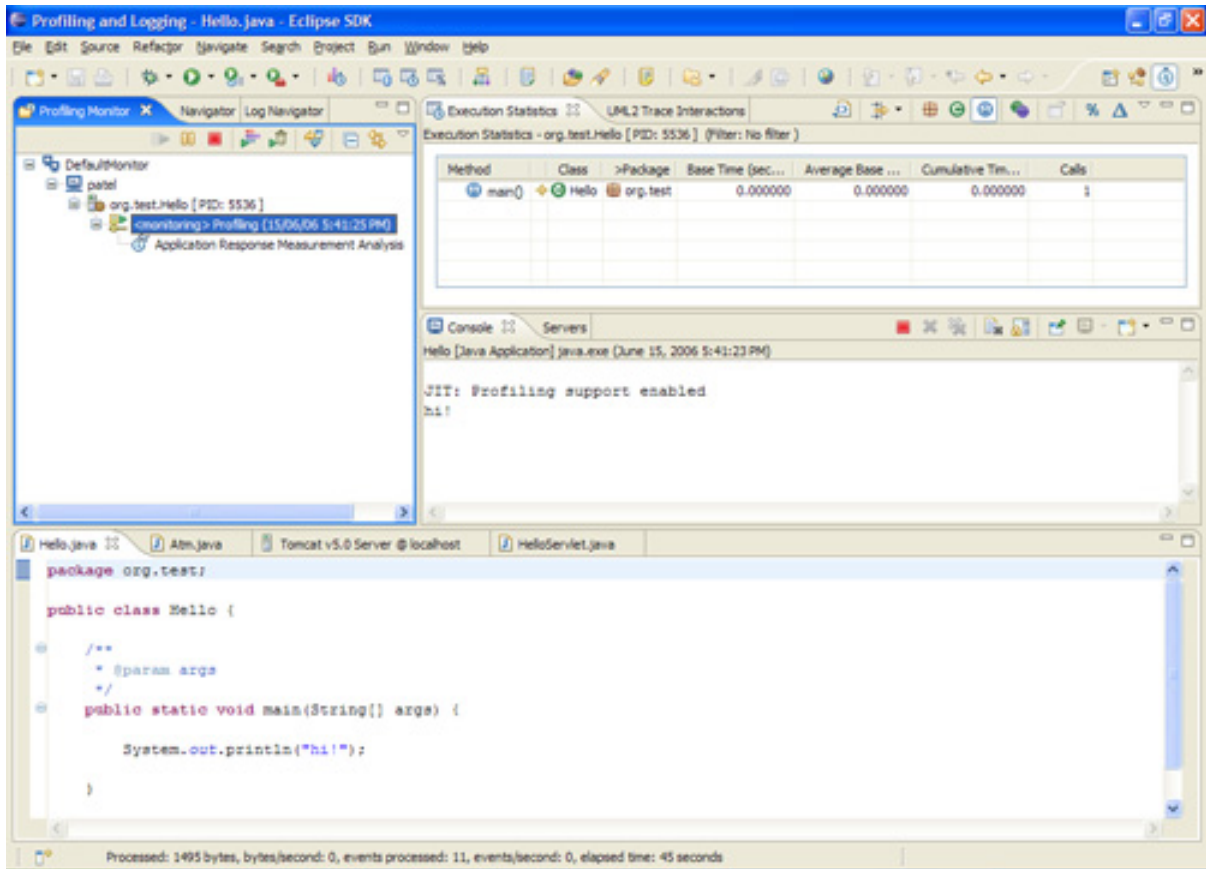 Profiling and Logging - Hello.java - Eclipse SDK
File Edit Source Refactor Navigate Search Project Run Window Help
Profiling Monitor Navigator Log Navigator
DefaultMonitor
patel
org.test.Hello [ PID: 5536 ]
<monitoring> Profiling (15/06/06 5:41:25 PM)
Application Response Measurement Analysis
Execution Statistics UML2 Trace Interactions
Execution Statistics - org.test.Hello [ PID: 5536 ] (Filter: No filter )
Method Class >Package Base Time (sec... Average Base ... Cumulative Tim... Calls
main() Hello org.test 0.000000 0.000000 0.000000 1
Console Servers
Hello [Java Application] java.exe (June 15, 2006 5:41:23 PM)
JIT: Profiling support enabled
hi!
Hello.java Atm.java Tomcat v5.0 Server @ localhost HelloServlet.java
package org.test;
public class Hello {
/**
* @param args
*/
public static void main(String[] args) {
System.out.println("hi!");
}
Processed: 1495 bytes, bytes/second: 0, events processed: 11, events/second: 0, elapsed time: 45 seconds